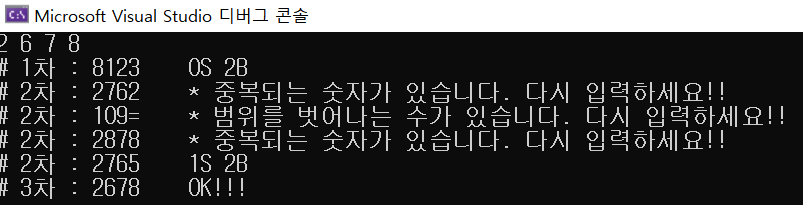 Microsoft Visual Studio 디버그 콘솔
2 6 7 8
# 1차 : 8123 0S 2B
# 2차 : 2762 * 중복되는 숫자가 있습니다. 다시 입력하세요!!
# 2차 : 109= * 범위를 벗어나는 수가 있습니다. 다시 입력하세요!!
# 2차 : 2878 * 중복되는 숫자가 있습니다. 다시 입력하세요!!
# 2차 : 2765 1S 2B
# 3차 : 2678 OK!!!